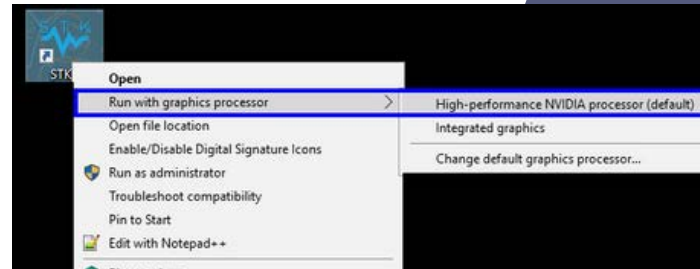 STK
STK
Open
Run with graphics processor
High-performance NVIDIA processor (default)
Open file location
Integrated graphics
Enable/Disable Digital Signature Icons
Change default graphics processor...
Run as administrator
Troubleshoot compatibility
Pin to Start
Edit with Notepad++